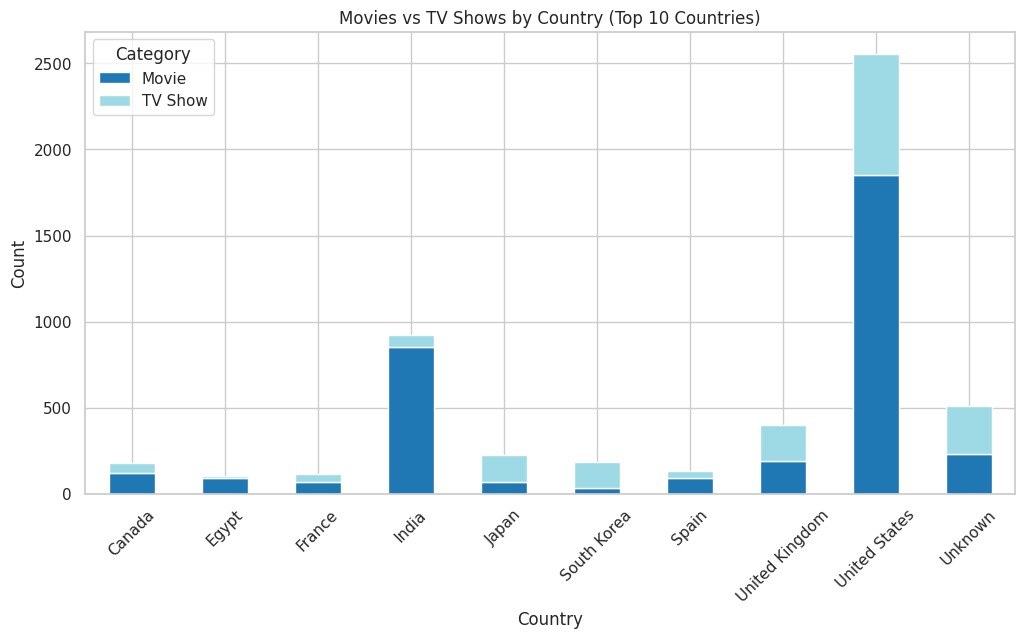 Movies vs TV Shows by Country (Top 10 Countries)
Category
Movie
TV Show
Count
2500
2000
1500
1000
500
0
Canada
Egypt
France
India
Japan
South Korea
Spain
United Kingdom
United States
Unknown
Country